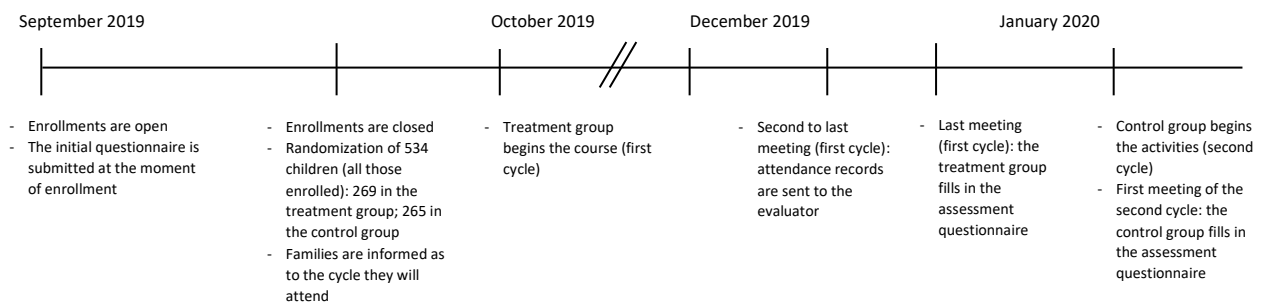 September 2019
October 2019
December 2019
January 2020
- Enrollments are open
- The initial questionnaire is
submitted at the moment
of enrollment
- Enrollments are closed
- Randomization of 534
children (all those
enrolled): 269 in the
treatment group; 265 in
the control group
- Families are informed as
to the cycle they will
attend
- Treatment group
begins the course (first
cycle)
- Second to last
meeting (first cycle):
attendance records
are sent to the
evaluator
- Last meeting
(first cycle): the
treatment group
fills in the
assessment
questionnaire
- Control group begins
the activities (second
cycle)
- First meeting of the
second cycle: the
control group fills in
the assessment
questionnaire